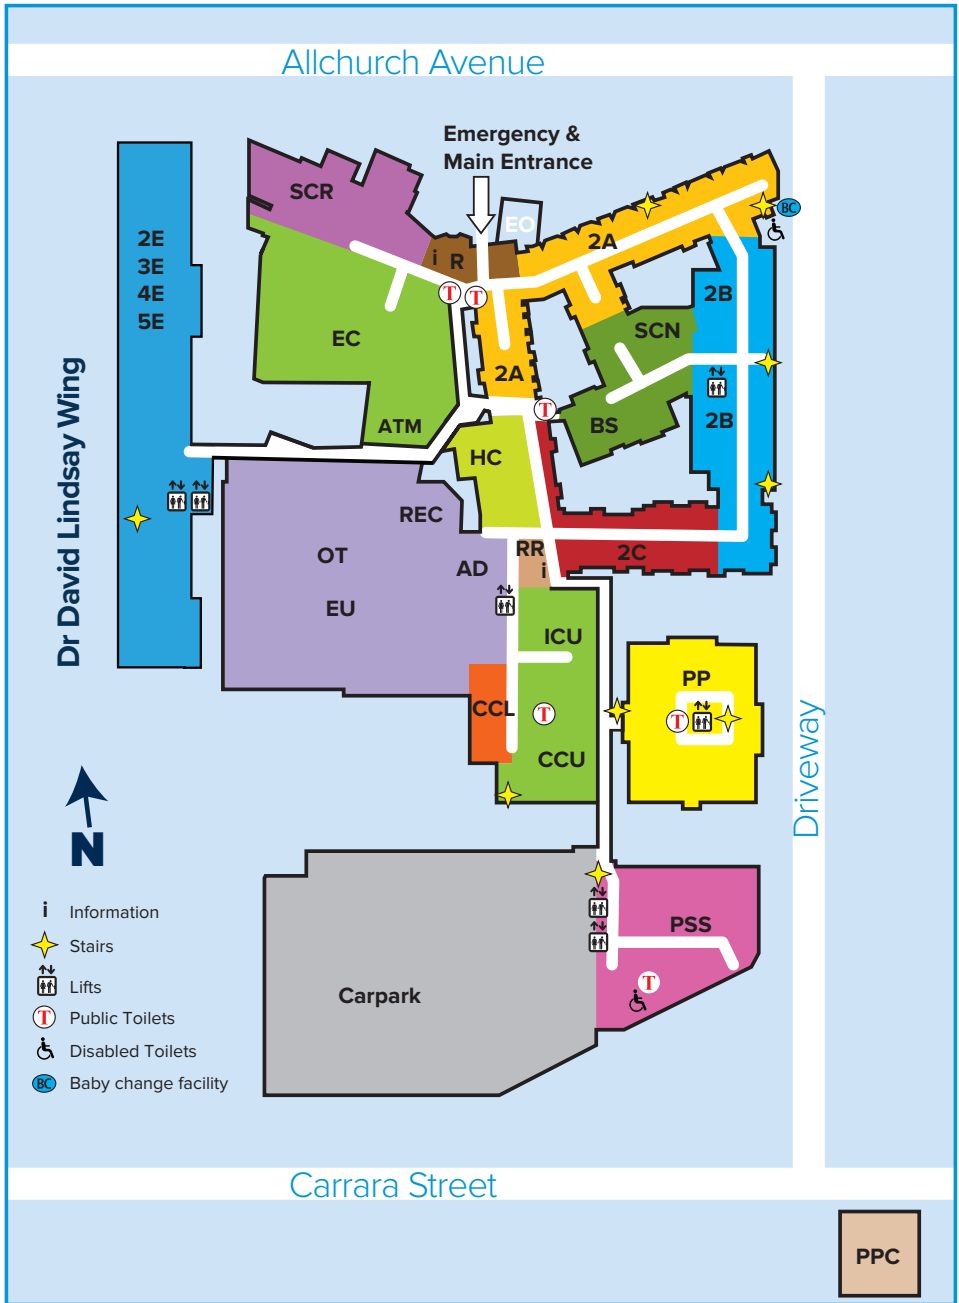 Allchurch Avenue
Emergency &
Main Entrance
SCR
EO
2A
i
R
T
T
BC
2E
3E
4E
5E
EC
2B
SCN
2A
T
2B
BS
ATM
HC
Dr David Lindsay Wing
REC
OT
AD
EU
RR
i
2C
ICU
CCL
T
CCU
PP
T
Driveway
N
i Information
Stairs
Lifts
T Public Toilets
Disabled Toilets
BC Baby change facility
PSS
T
Carpark
Carrara Street
PPC